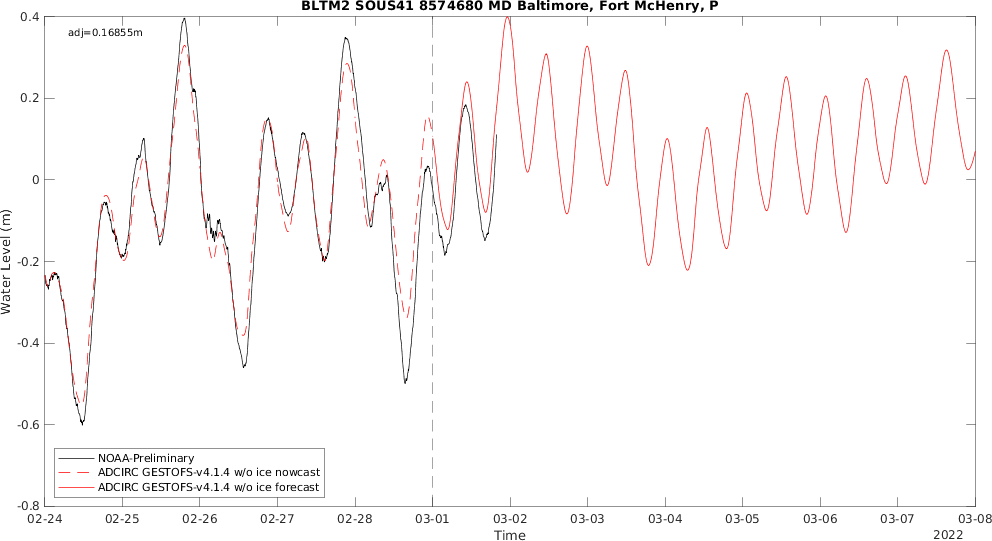 BLTM2 SOUS41 8574680 MD Baltimore, Fort McHenry, P
adj=0.16855m
0.4
0.2
0
-0.2
-0.4
-0.6
-0.8
Water Level (m)
NOAA-Preliminary
ADCIRC GESTOFS-v4.1.4 w/o ice nowcast
ADCIRC GESTOFS-v4.1.4 w/o ice forecast
02-24 02-25 02-26 02-27 02-28 03-01 03-02 03-03 03-04 03-05 03-06 03-07 03-08
Time
2022